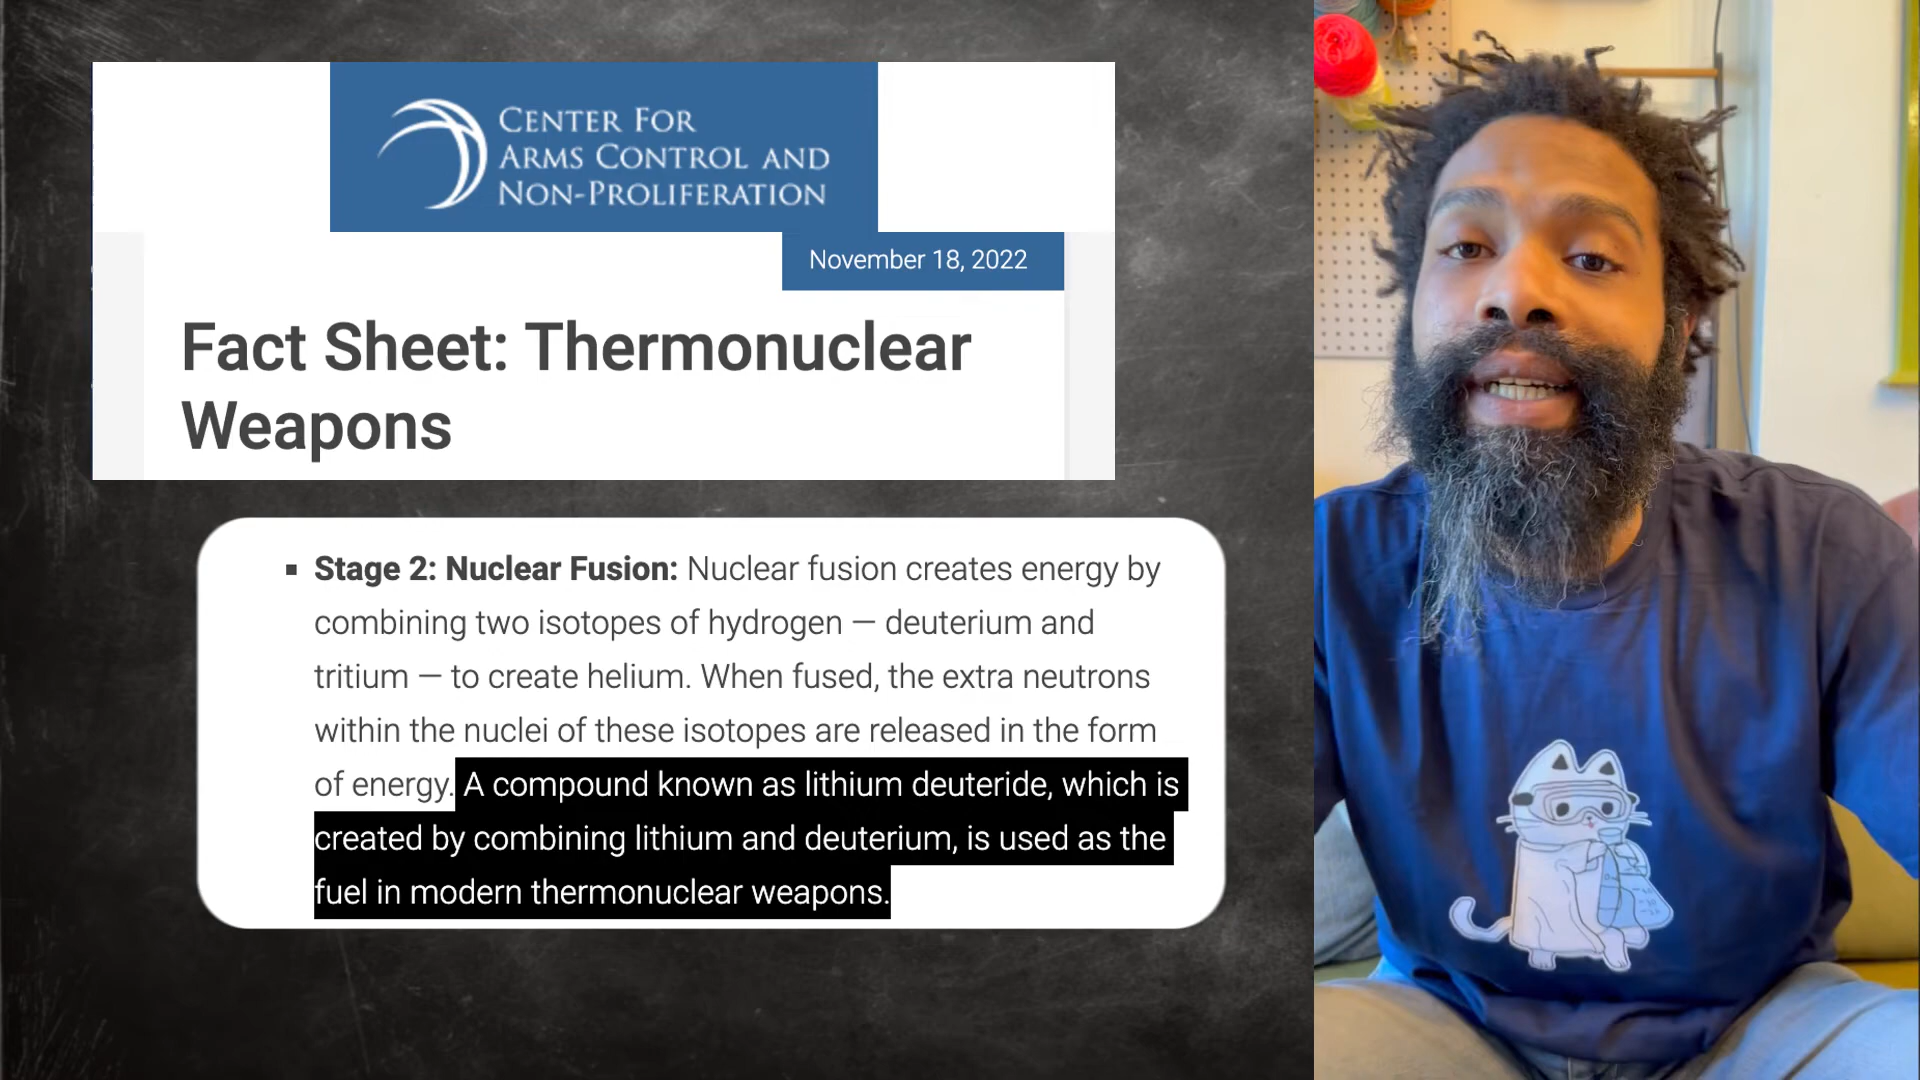 CENTER FOR
ARMS CONTROL AND
NON-PROLIFERATION
November 18, 2022
Fact Sheet: Thermonuclear
Weapons
▪ Stage 2: Nuclear Fusion: Nuclear fusion creates energy by
combining two isotopes of hydrogen — deuterium and
tritium — to create helium. When fused, the extra neutrons
within the nuclei of these isotopes are released in the form
of energy. A compound known as lithium deuteride, which is
created by combining lithium and deuterium, is used as the
fuel in modern thermonuclear weapons.